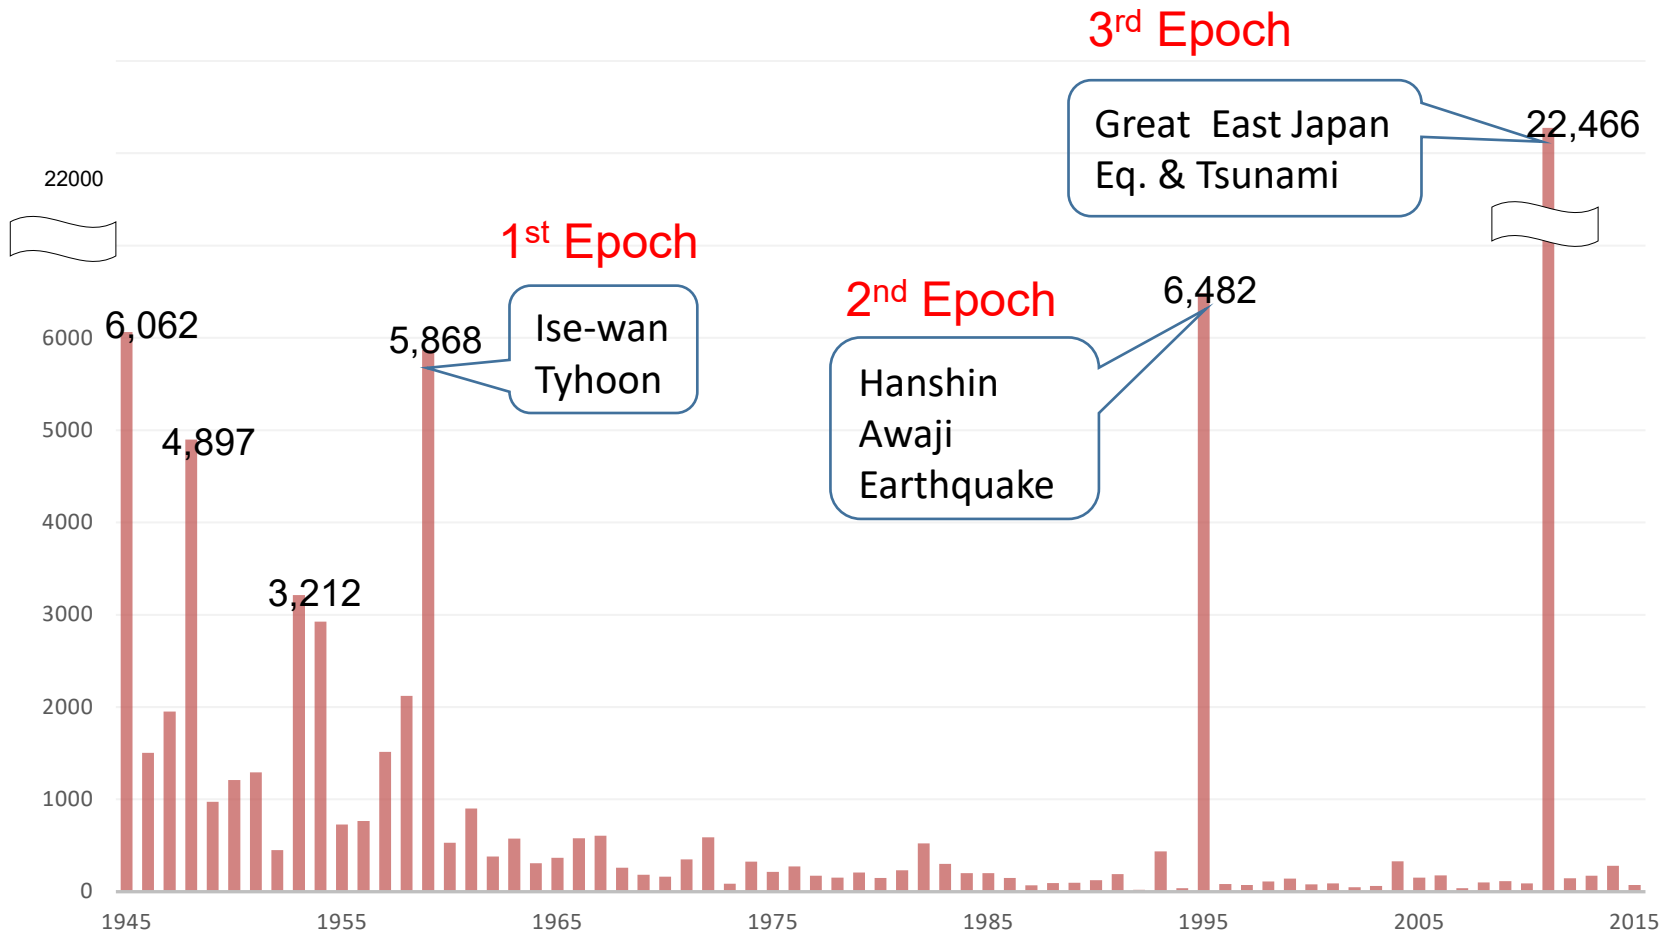 3rd Epoch
Great East Japan
Eq. & Tsunami
22,466
22000
1st Epoch
Ise-wan
Tyhoon
2nd Epoch
Hanshin
Awaji
Earthquake
6,482
6,062
5,868
4,897
3,212
6000
5000
4000
3000
2000
1000
0
1945 1955 1965 1975 1985 1995 2005 2015